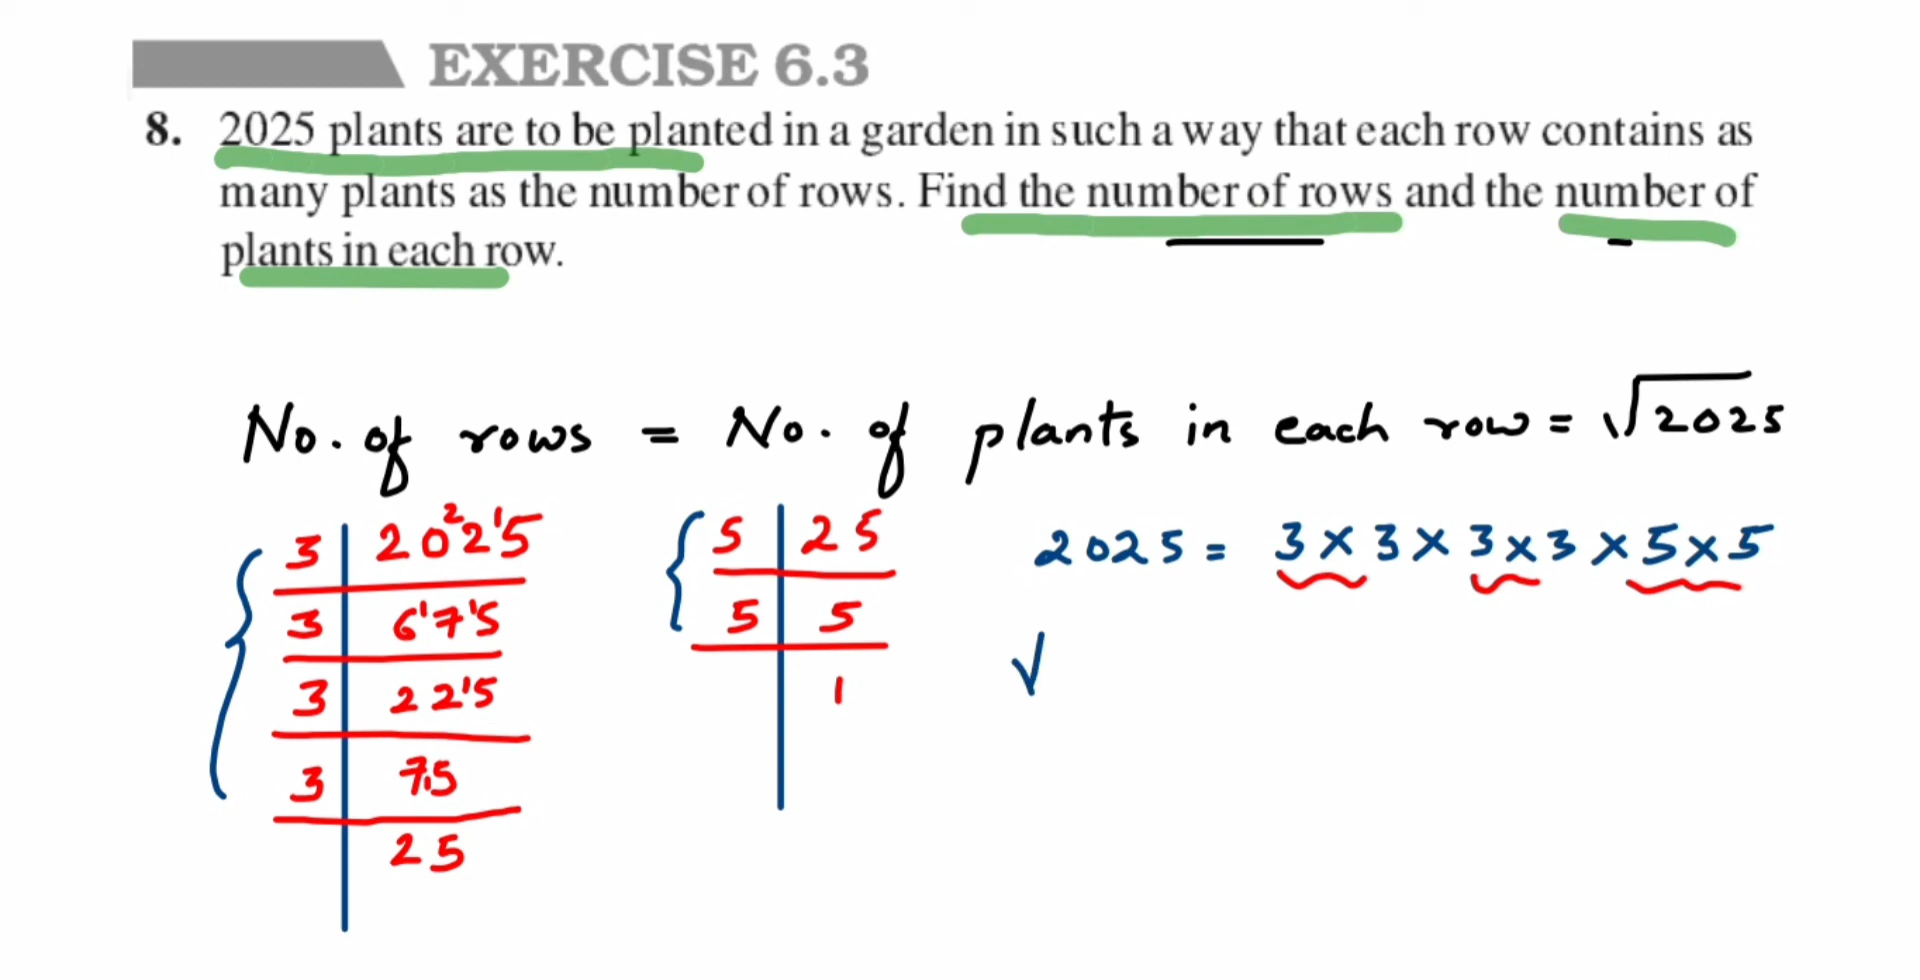 EXERCISE 6.3
8. 2025 plants are to be planted in a garden in such a way that each row contains as
many plants as the number of rows. Find the number of rows and the number of
plants in each row.
No. of rows = No. of plants in each row = √2025
3 | 20²2¹5
3 | 6¹7¹5
3 | 22¹5
3 | 75
25
5 | 25
5 | 5
1
2025 = 3 × 3 × 3 × 3 × 5 × 5
√